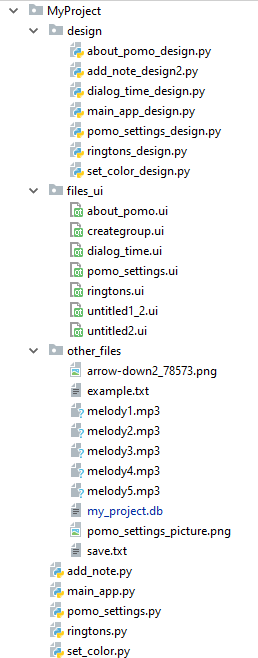 MyProject
design
about_pomo_design.py
add_note_design2.py
dialog_time_design.py
main_app_design.py
pomo_settings_design.py
ringtons_design.py
set_color_design.py
files_ui
about_pomo.ui
creategroup.ui
dialog_time.ui
pomo_settings.ui
ringtons.ui
untitled1_2.ui
untitled2.ui
other_files
arrow-down2_78573.png
example.txt
melody1.mp3
melody2.mp3
melody3.mp3
melody4.mp3
melody5.mp3
my_project.db
pomo_settings_picture.png
save.txt
add_note.py
main_app.py
pomo_settings.py
ringtons.py
set_color.py